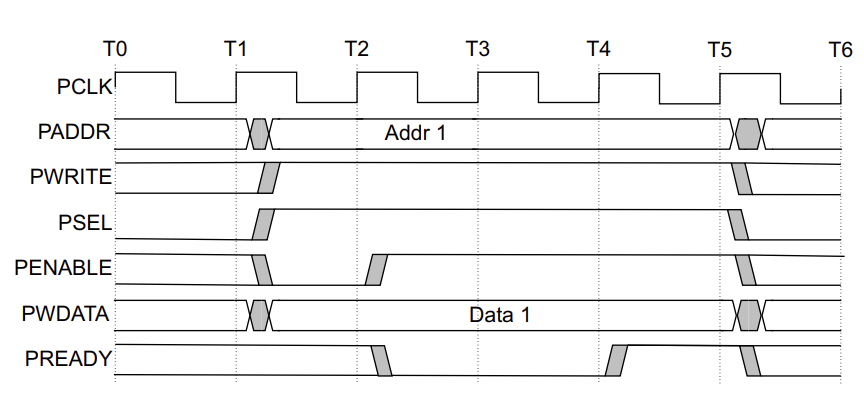 T0 T1 T2 T3 T4 T5 T6
PCLK
PADDR Addr 1
PWRITE
PSEL
PENABLE
PWDATA Data 1
PREADY